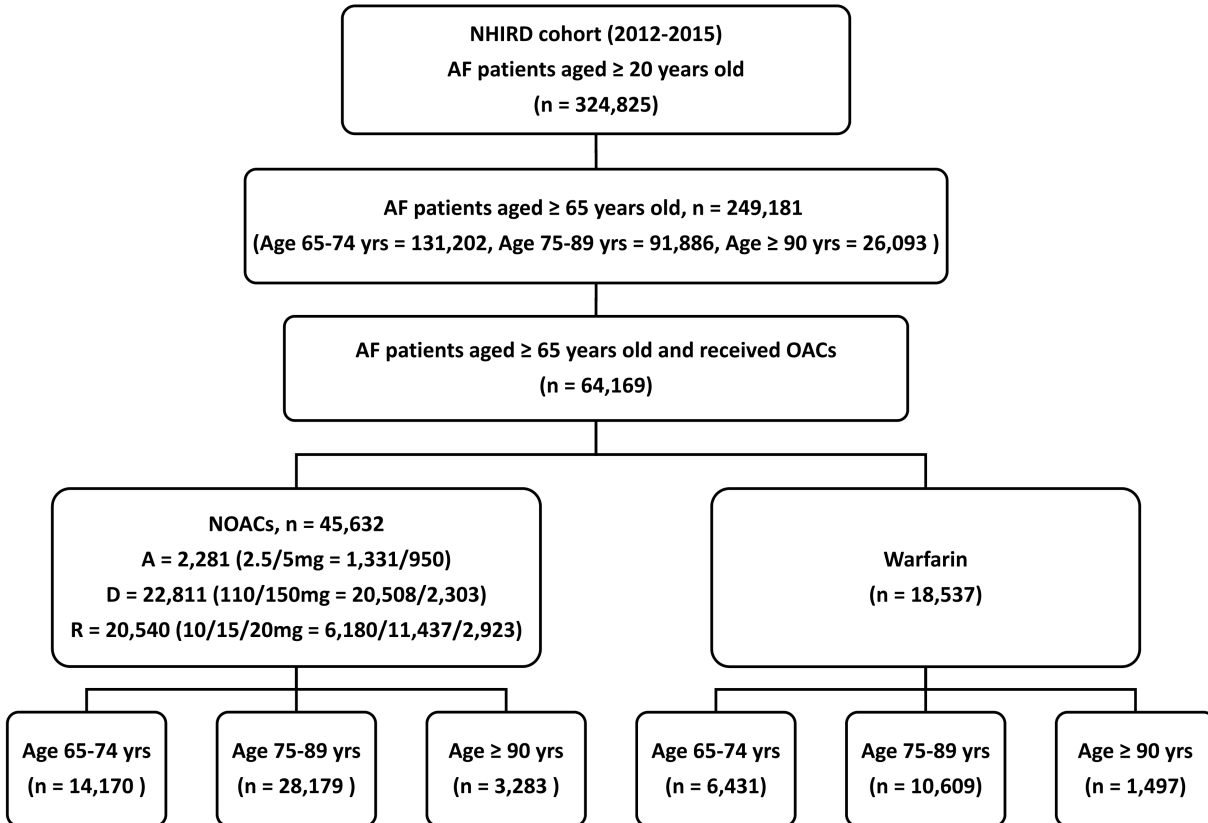 NHIRD cohort (2012-2015)
AF patients aged ≥ 20 years old
(n = 324,825)
AF patients aged ≥ 65 years old, n = 249,181
(Age 65-74 yrs = 131,202, Age 75-89 yrs = 91,886, Age ≥ 90 yrs = 26,093 )
AF patients aged ≥ 65 years old and received OACs
(n = 64,169)
NOACs, n = 45,632
A = 2,281 (2.5/5mg = 1,331/950)
D = 22,811 (110/150mg = 20,508/2,303)
R = 20,540 (10/15/20mg = 6,180/11,437/2,923)
Warfarin
(n = 18,537)
Age 65-74 yrs
(n = 14,170 )
Age 75-89 yrs
(n = 28,179 )
Age ≥ 90 yrs
(n = 3,283 )
Age 65-74 yrs
(n = 6,431)
Age 75-89 yrs
(n = 10,609)
Age ≥ 90 yrs
(n = 1,497)